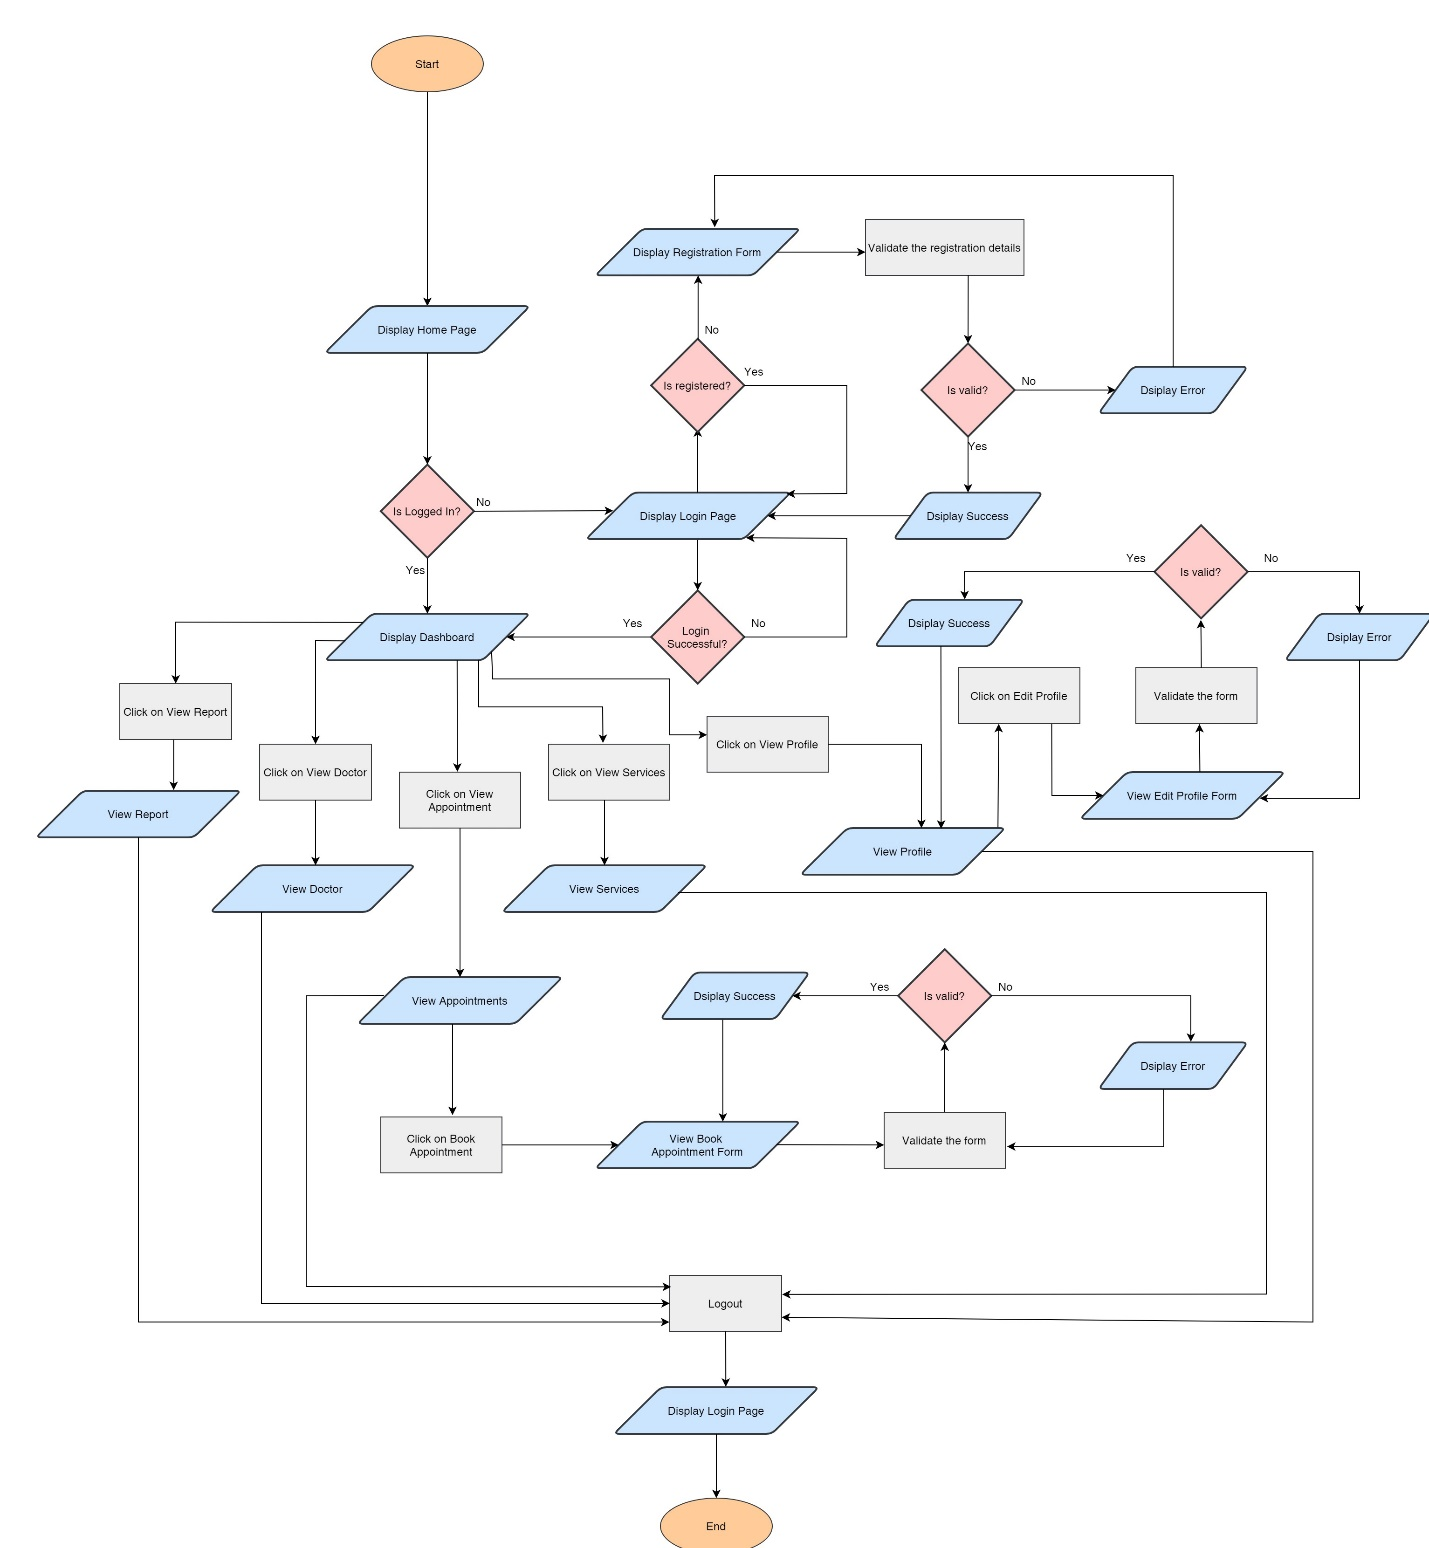 Start
Display Registration Form
Validate the registration details
Display Home Page
No
Is registered?
Yes
Is valid?
No
Dsiplay Error
Yes
Is Logged In?
No
Display Login Page
Dsiplay Success
Yes
Is valid?
No
Yes
Display Dashboard
Yes
Login
Successful?
No
Dsiplay Success
Dsiplay Error
Click on View Report
Click on Edit Profile
Validate the form
Click on View Doctor
Click on View
Appointment
Click on View Services
Click on View Profile
View Edit Profile Form
View Report
View Profile
View Doctor
View Services
View Appointments
Dsiplay Success
Yes
Is valid?
No
Dsiplay Error
Click on Book
Appointment
View Book
Appointment Form
Validate the form
Logout
Display Login Page
End